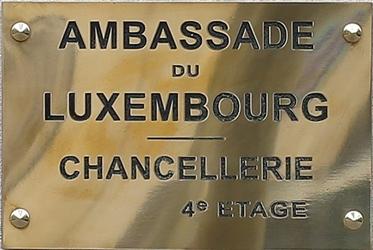 AMBASSADE
DU
LUXEMBOURG
CHANCELLERIE
4e ETAGE